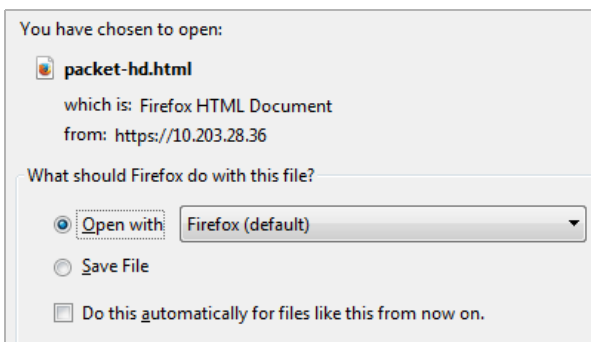 You have chosen to open:
packet-hd.html
which is: Firefox HTML Document
from: https://10.203.28.36
What should Firefox do with this file?
Open with Firefox (default)
Save File
Do this automatically for files like this from now on.